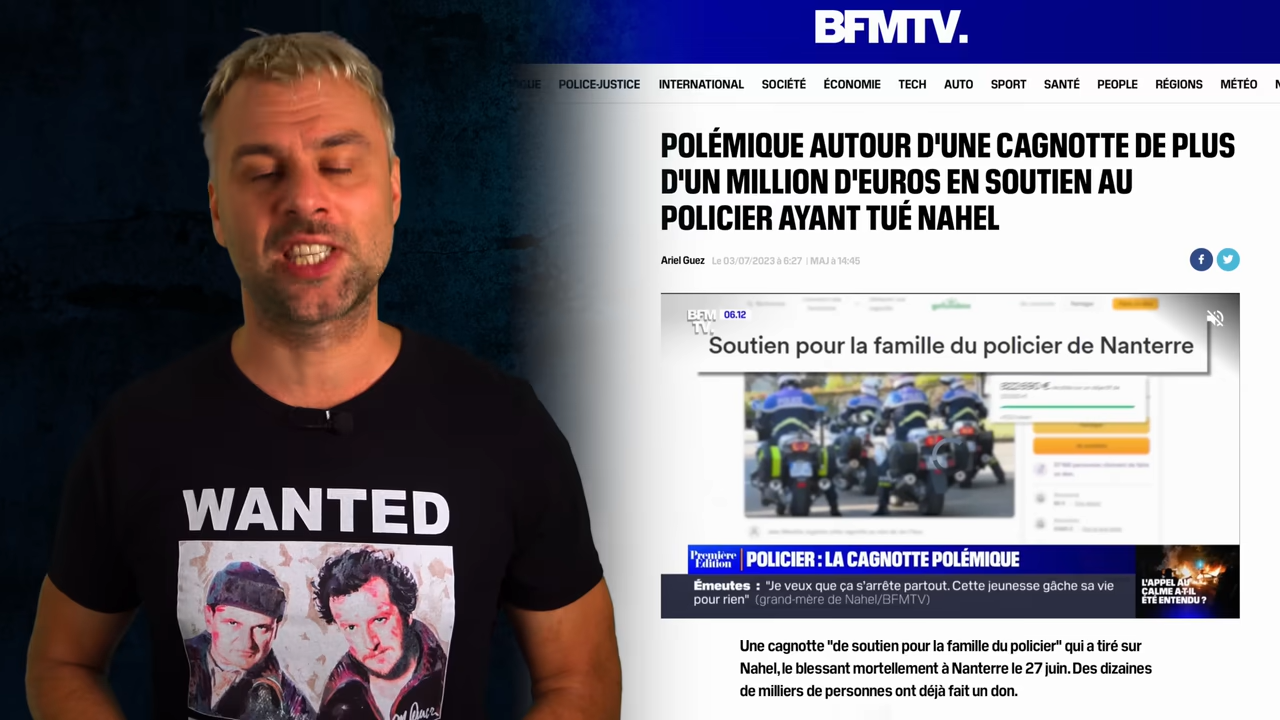 BFMTV.
POLICE-JUSTICE INTERNATIONAL SOCIÉTÉ ÉCONOMIE TECH AUTO SPORT SANTÉ PEOPLE RÉGIONS MÉTÉO
POLÉMIQUE AUTOUR D'UNE CAGNOTTE DE PLUS
D'UN MILLION D'EUROS EN SOUTIEN AU
POLICIER AYANT TUÉ NAHEL
Ariel Guez Le 03/07/2023 à 6:27 | MAJ à 14:45
BFM
TV. 06.12
Soutien pour la famille du policier de Nanterre
Première
Édition
POLICIER : LA CAGNOTTE POLÉMIQUE
Émeutes : "Je veux que ça s'arrête partout. Cette jeunesse gâche sa vie
pour rien" (grand-mère de Nahel/BFMTV)
L'APPEL AU
CALME A-T-IL
ÉTÉ ENTENDU ?
Une cagnotte "de soutien pour la famille du policier" qui a tiré sur
Nahel, le blessant mortellement à Nanterre le 27 juin. Des dizaines
de milliers de personnes ont déjà fait un don.
WANTED